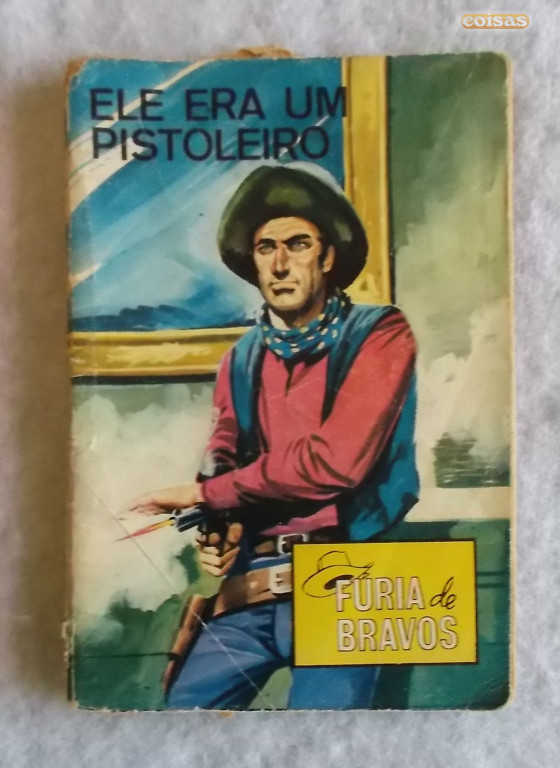 coisas
ELE ERA UM
PISTOLEIRO
FÚRIA de
BRAVOS